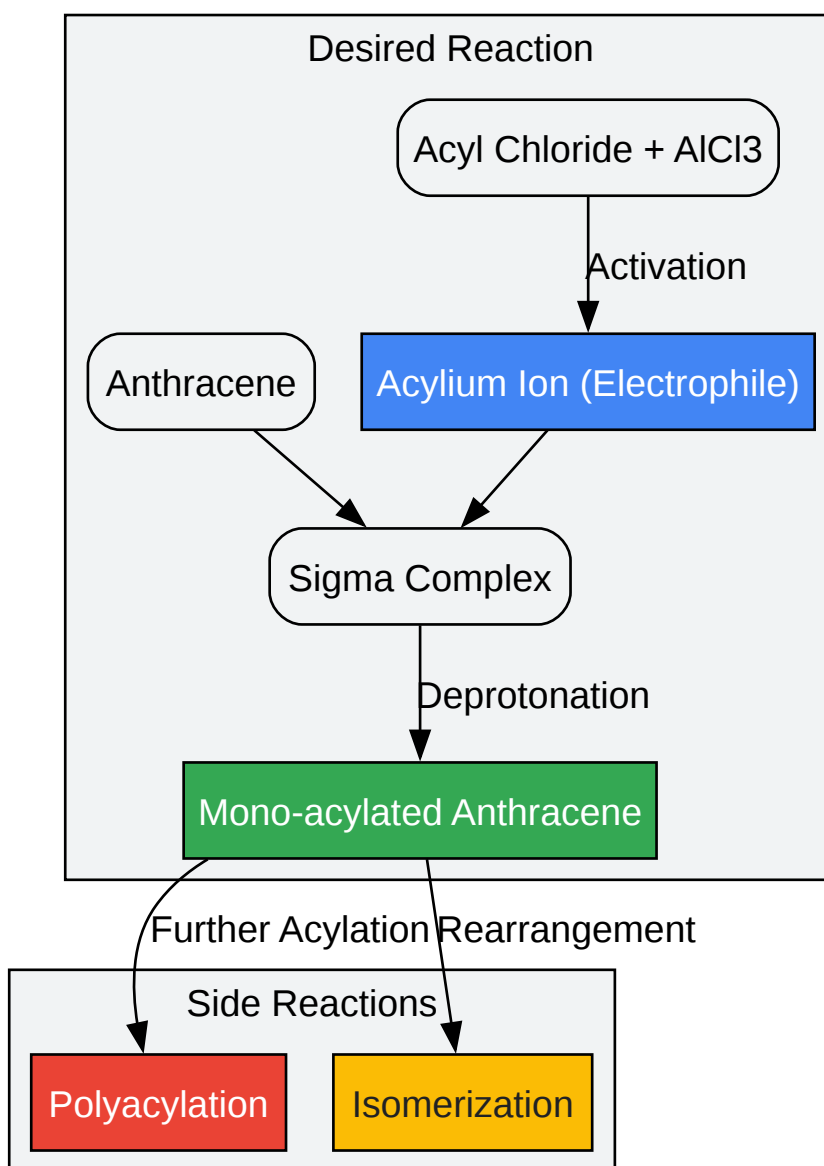 Desired Reaction
Acyl Chloride + AlCl3
Activation
Anthracene
Acylium Ion (Electrophile)
Sigma Complex
Deprotonation
Mono-acylated Anthracene
Further Acylation
Rearrangement
Side Reactions
Polyacylation
Isomerization